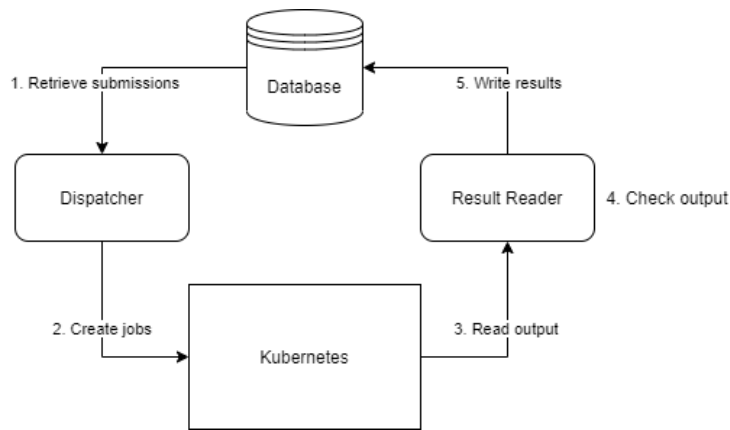 Database
1. Retrieve submissions
5. Write results
Dispatcher
Result Reader
4. Check output
2. Create jobs
3. Read output
Kubernetes